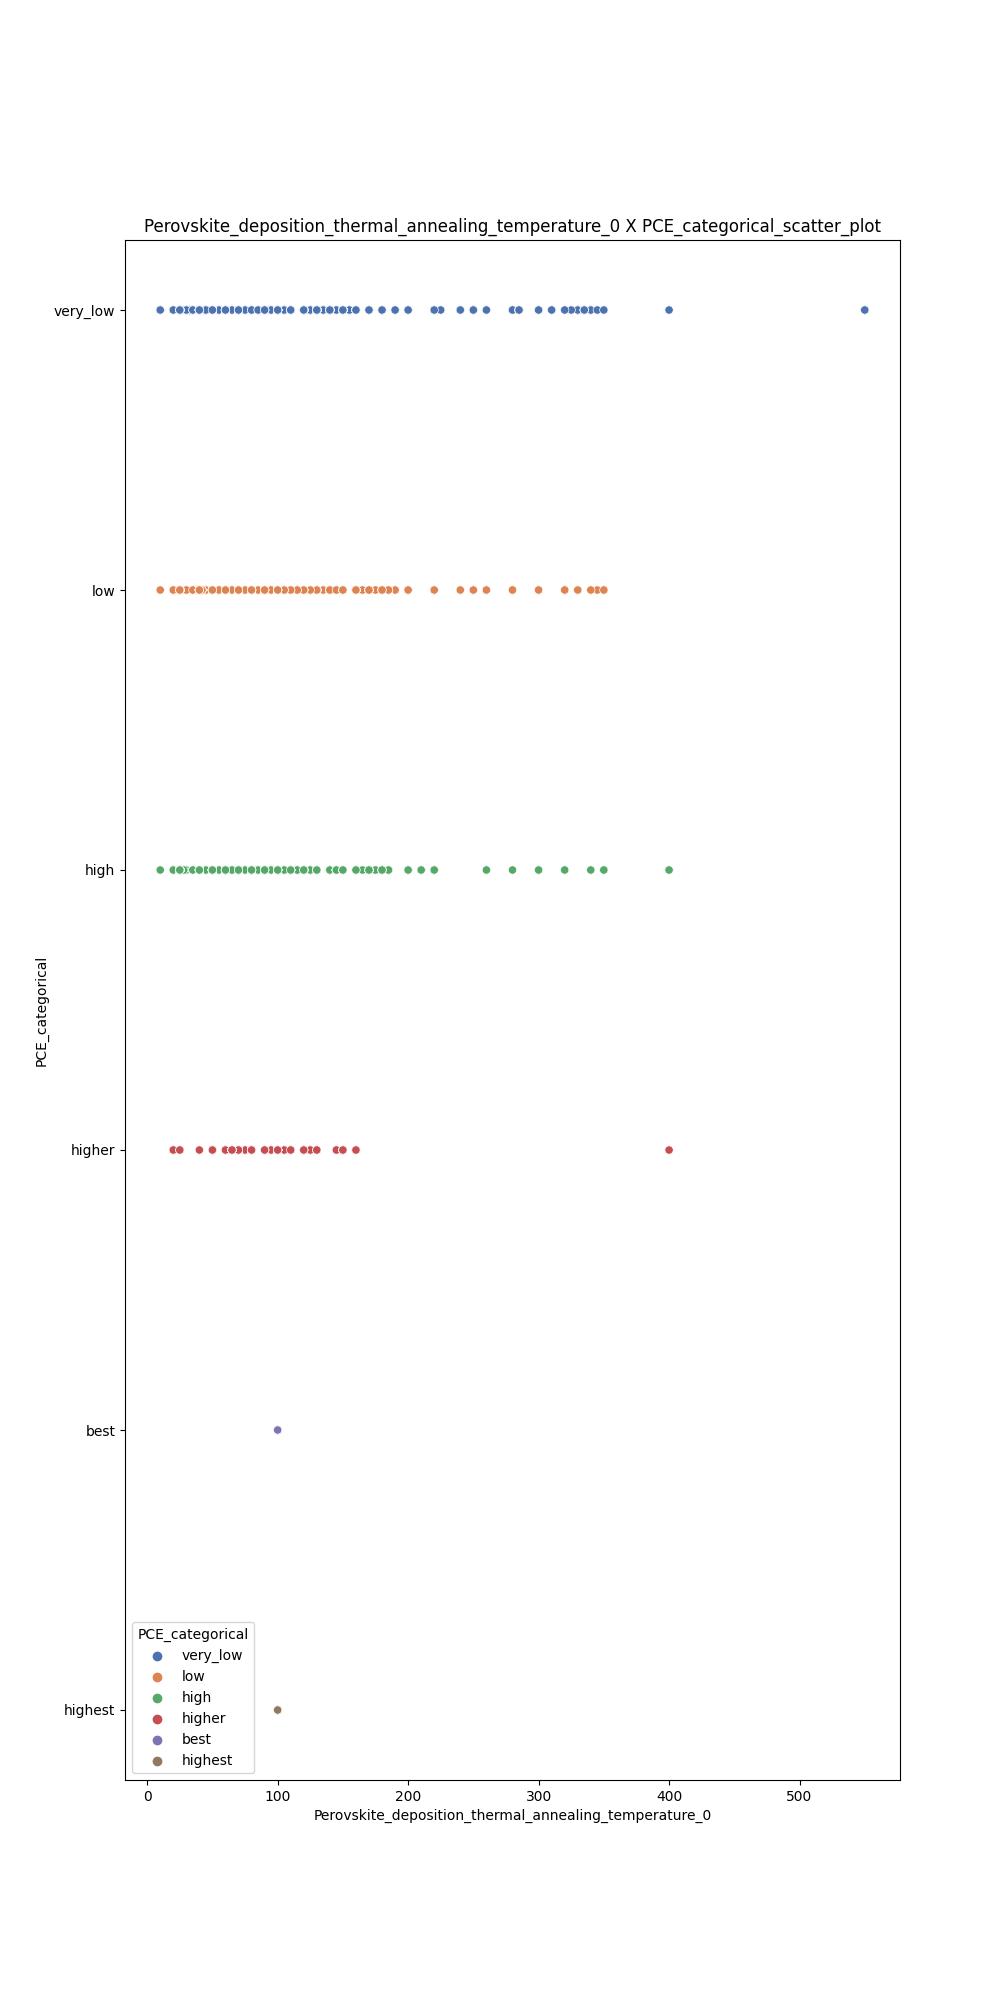 Perovskite_deposition_thermal_annealing_temperature_0 X PCE_categorical_scatter_plot
very_low
low
high
higher
best
highest
PCE_categorical
PCE_categorical
very_low
low
high
higher
best
highest
0 100 200 300 400 500
Perovskite_deposition_thermal_annealing_temperature_0